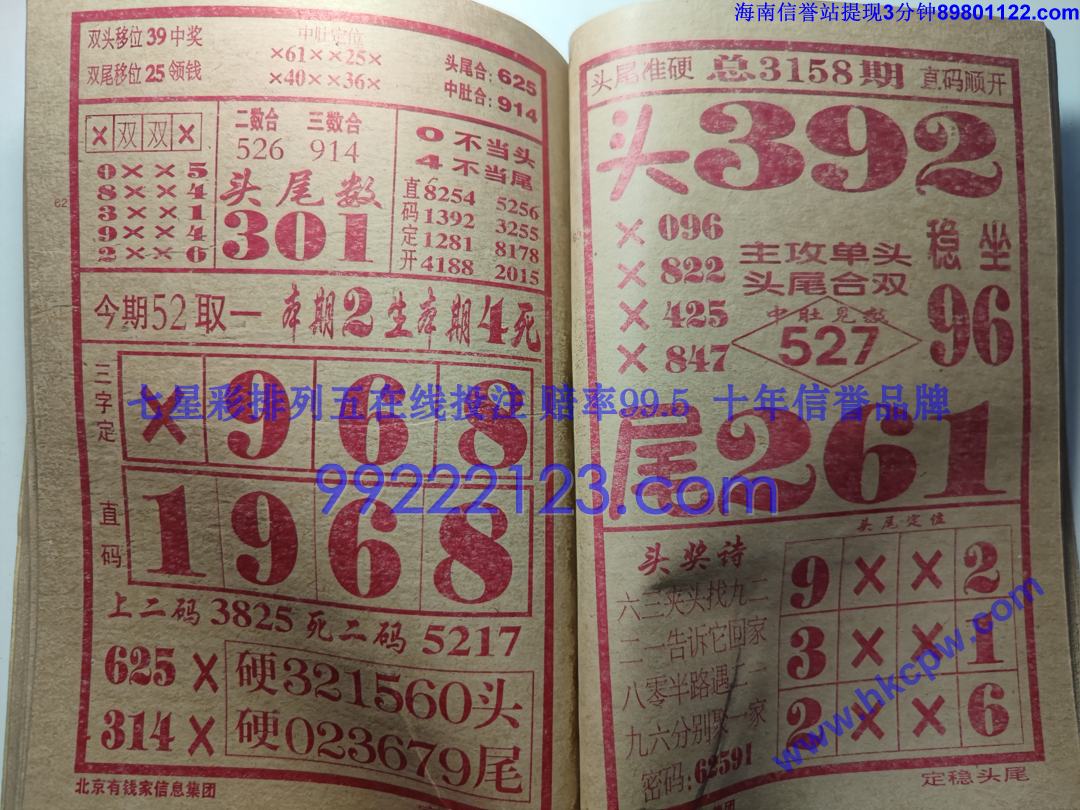 海南信誉站提现3分钟89801122.com
双头移位39中奖
双尾移位25领钱
中肚定位
×61××25×
×40××36×
头尾合：625
中肚合：914
×双双×
0××5
8××4
3××1
9××4
2××6
二数合 三数合
526 914
头尾数
301
0不当头
4不当尾
直码定开
8254 5256
1392 3255
1281 8178
4188 2015
62
今期52取一 本期2生本期4死
三字定
×968
直码
1968
上二码3825死二码5217
625×
314×
硬321560头
硬023679尾
北京有钱家信息集团
头尾准硬 总3158期 直码顺开
头392
×096
×822
×425
×847
主攻单头
头尾合双
中肚见数
527
稳坐
96
尾261
七星彩排列五在线投注 赔率99.5 十年信誉品牌
99222123.com
头奖诗
六三夹头找九二
二一告诉它回家
八零半路遇二二
九六分别聚一家
密码：62591
头尾定位
9××2
3××1
2××6
www.hkcpw.com
定稳头尾